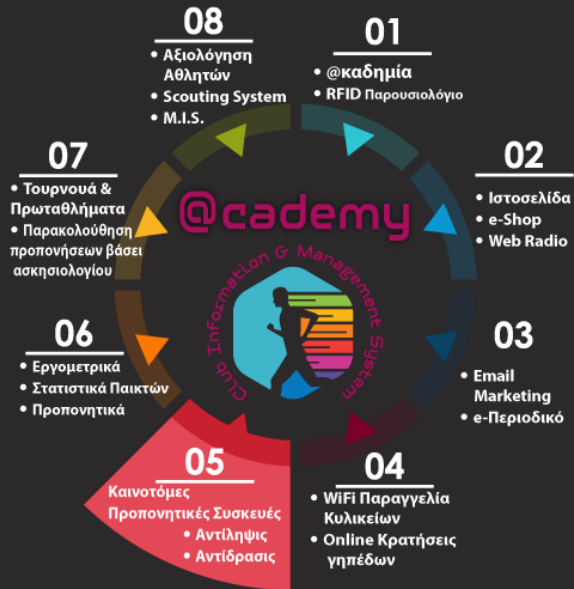 08
• Αξιολόγηση
Αθλητών
• Scouting System
• M.I.S.
01
• @καδημία
• RFID Παρουσιολόγιο
02
• Ιστοσελίδα
• e-Shop
• Web Radio
03
• Email
Marketing
• e-Περιοδικό
04
• WiFi Παραγγελία
Κυλικείων
• Online Κρατήσεις
γηπέδων
05
Καινοτόμες
Προπονητικές Συσκευές
• Αντίληψις
• Αντίδρασις
06
• Εργομετρικά
• Στατιστικά Παικτών
• Προπονητικά
07
• Τουρνουά &
Πρωταθλήματα
• Παρακολούθηση
προπονήσεων βάσει
ασκησιολογίου
@cademy
Club Information & Management System